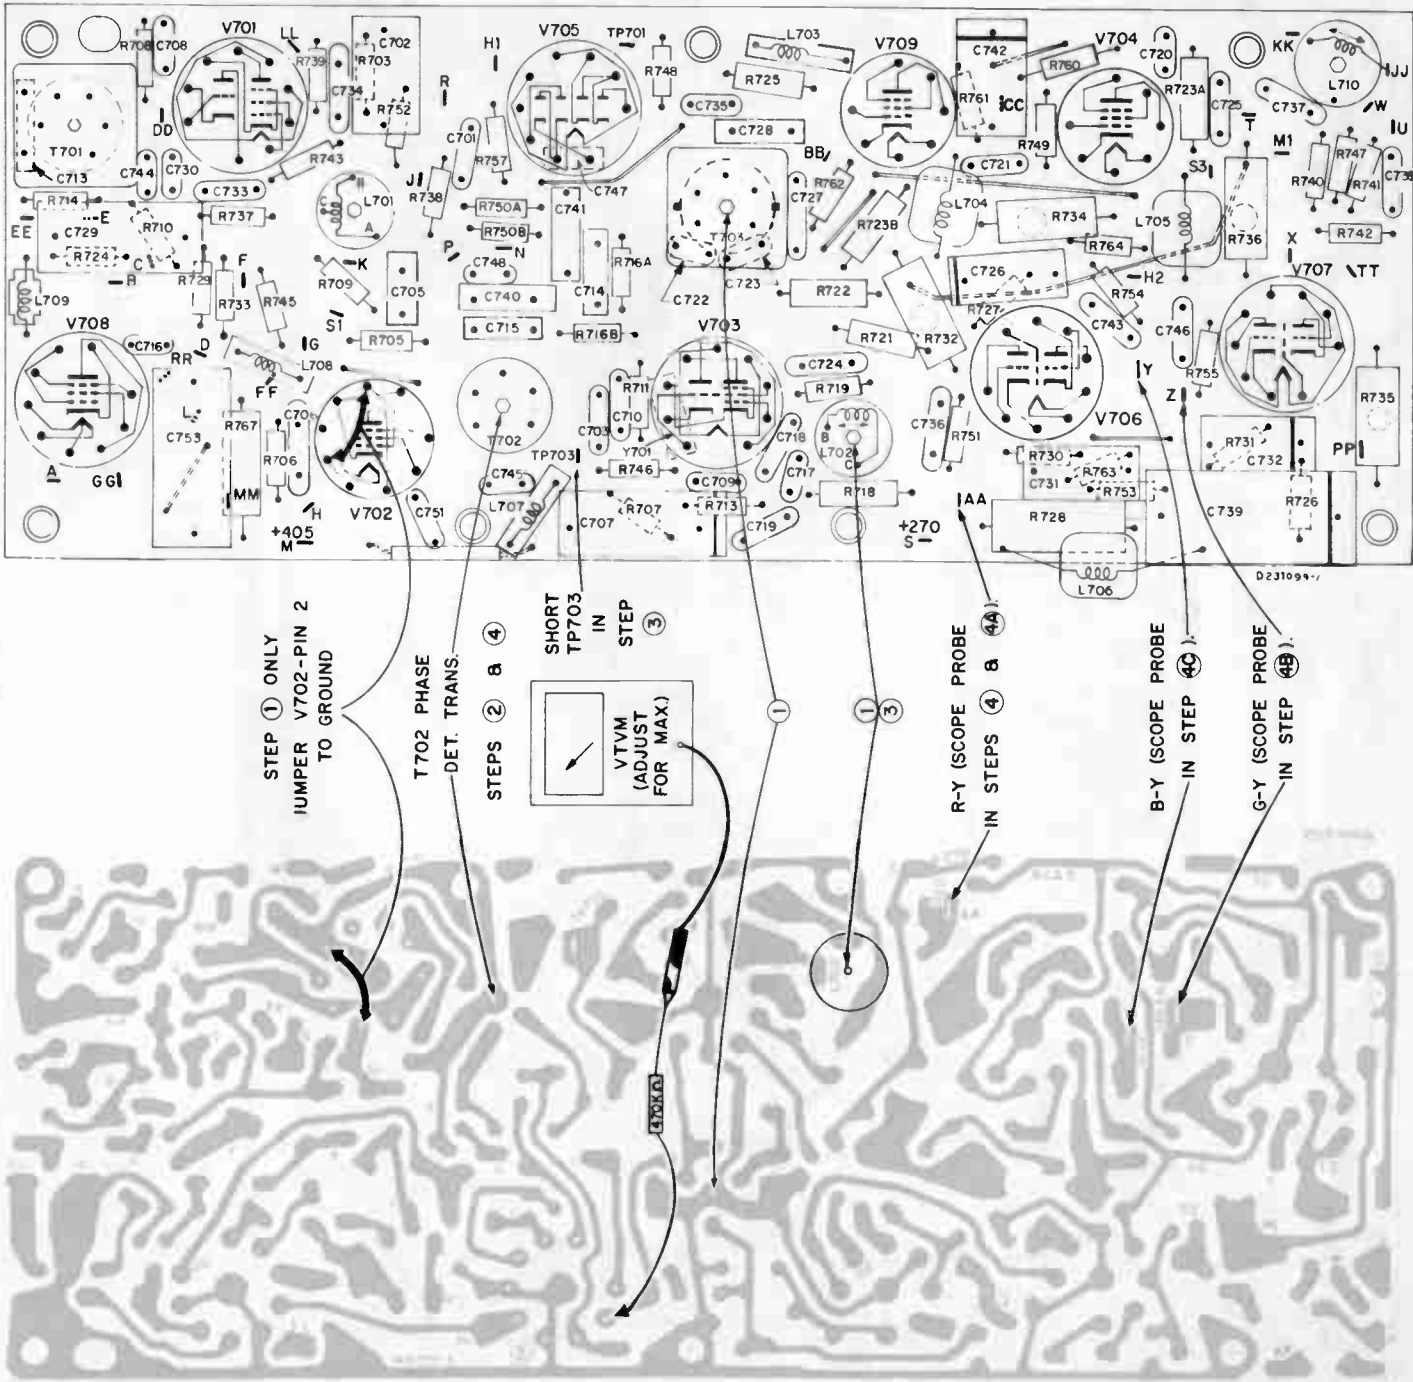 V701
LL
V705
TP701
L703
V709
C742
V704
C720
KK
R708
C708
R739
C702
R703
H1
R748
R725
R760
R723A
JJ
L710
C734
R752
R
C735
C728
R761
CC
C725
C737
W
DD
T701
C713
R743
C701
R757
BB
R749
C721
T
M1
U
R747
C744
C730
C733
J
R738
C747
C727
R762
S3
R740
R741
C738
R714
E
R737
L701
A
R750A
C741
T703
R723B
L704
R734
L705
R736
EE
C729
R710
R750B
R764
R742
R724
C
B
R729
R733
F
K
R709
C705
P
N
C748
R716A
C714
C722
C723
R722
C726
R727
H2
R754
X
V707
TT
L709
R745
S1
C740
C715
R716B
V703
R721
R732
C743
C746
R755
V708
C716
D
G
R705
RR
L708
FF
C724
R719
Y
Z
R711
R735
L
C753
R767
C706
T702
C703
C710
Y701
C718
B
L702
C
C736
R751
V706
R731
C732
PP
A
GG
R706
MM
TP703
R746
C717
R730
R763
C731
R753
R726
H
V702
C751
C745
L707
C709
R713
R718
AA
C707
R707
C719
R728
C739
+405
M
+270
S
L706
D231099-1
STEP ① ONLY
JUMPER V702-PIN 2
TO GROUND
T702 PHASE
DET. TRANS.
STEPS ② & ④
SHORT
TP703
IN
STEP ③
VTVM
(ADJUST
FOR MAX.)
①
① ③
R-Y (SCOPE PROBE
IN STEPS ④ & 4A).
B-Y (SCOPE PROBE
IN STEP 4C).
G-Y (SCOPE PROBE
IN STEP 4B).
470KΩ